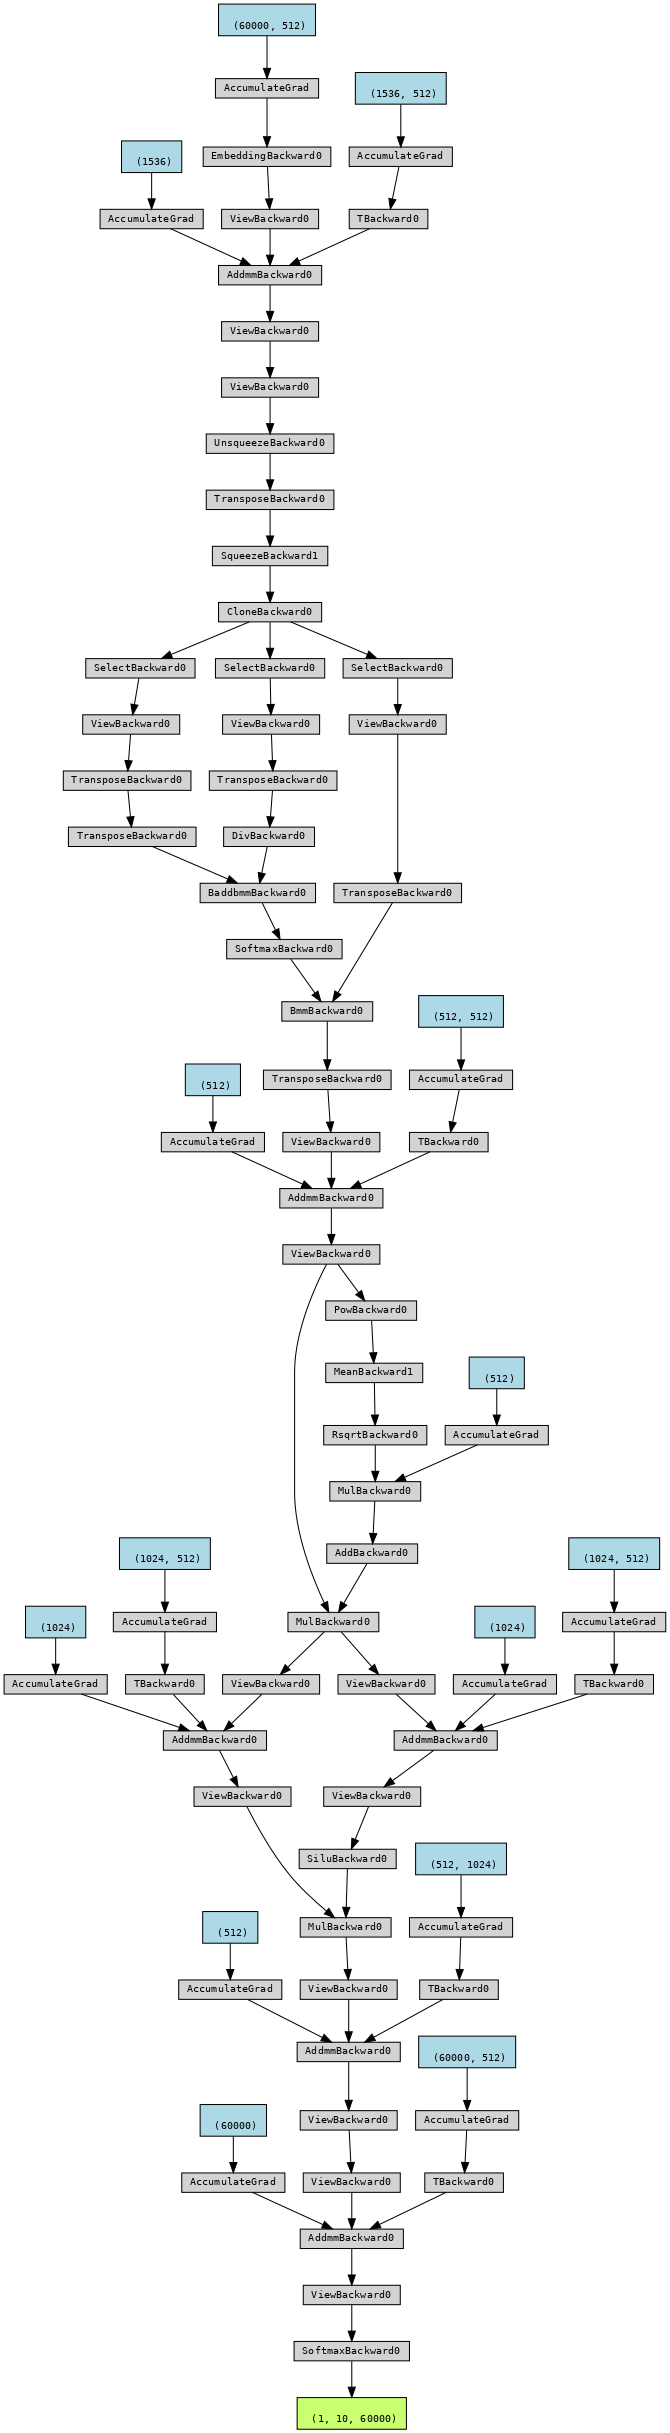 (60000, 512)
AccumulateGrad
(1536, 512)
(1536)
EmbeddingBackward0
AccumulateGrad
AccumulateGrad
ViewBackward0
TBackward0
AddmmBackward0
ViewBackward0
ViewBackward0
UnsqueezeBackward0
TransposeBackward0
SqueezeBackward1
CloneBackward0
SelectBackward0
SelectBackward0
SelectBackward0
ViewBackward0
ViewBackward0
ViewBackward0
TransposeBackward0
TransposeBackward0
TransposeBackward0
DivBackward0
BaddbmmBackward0
TransposeBackward0
SoftmaxBackward0
BmmBackward0
(512, 512)
(512)
TransposeBackward0
AccumulateGrad
AccumulateGrad
ViewBackward0
TBackward0
AddmmBackward0
ViewBackward0
PowBackward0
MeanBackward1
(512)
RsqrtBackward0
AccumulateGrad
MulBackward0
AddBackward0
(1024, 512)
(1024, 512)
(1024)
AccumulateGrad
MulBackward0
(1024)
AccumulateGrad
AccumulateGrad
TBackward0
ViewBackward0
ViewBackward0
AccumulateGrad
TBackward0
AddmmBackward0
AddmmBackward0
ViewBackward0
ViewBackward0
SiluBackward0
(512, 1024)
(512)
MulBackward0
AccumulateGrad
AccumulateGrad
ViewBackward0
TBackward0
AddmmBackward0
(60000, 512)
(60000)
ViewBackward0
AccumulateGrad
AccumulateGrad
ViewBackward0
TBackward0
AddmmBackward0
ViewBackward0
SoftmaxBackward0
(1, 10, 60000)